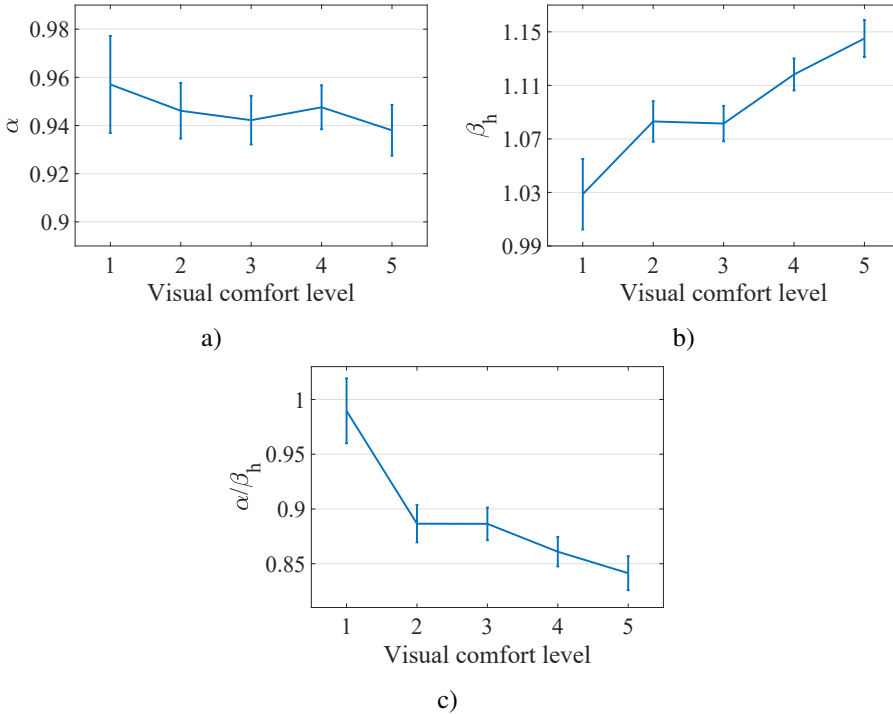 0.98
0.96
0.94
0.92
0.9
α
1 2 3 4 5
Visual comfort level
a)
1.15
1.11
1.07
1.03
0.99
β_h
1 2 3 4 5
Visual comfort level
b)
1
0.95
0.9
0.85
α/β_h
1 2 3 4 5
Visual comfort level
c)